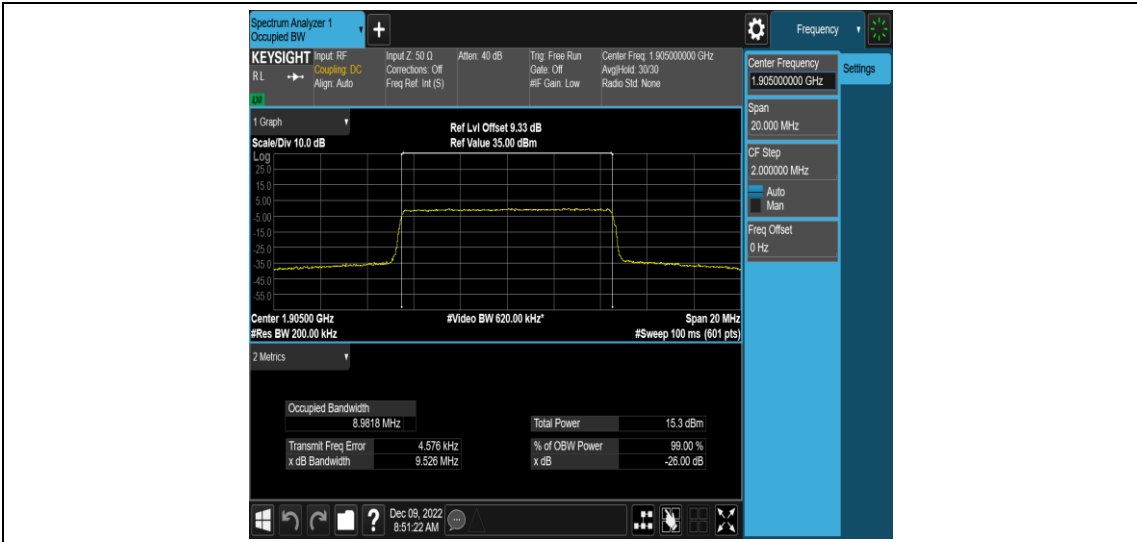 Spectrum Analyzer 1
Occupied BW
+
Frequency
KEYSIGHT
RL
LXI
Input: RF
Coupling: DC
Align: Auto
Input Z: 50 Ω
Corrections: Off
Freq Ref: Int (S)
Atten: 40 dB
Trig: Free Run
Gate: Off
#IF Gain: Low
Center Freq: 1.905000000 GHz
Avg|Hold: 30/30
Radio Std: None
Center Frequency
1.905000000 GHz
Settings
Span
20.000 MHz
CF Step
2.000000 MHz
Auto
Man
Freq Offset
0 Hz
1 Graph
Scale/Div 10.0 dB
Ref Lvl Offset 9.33 dB
Ref Value 35.00 dBm
Log
25.0
15.0
5.00
-5.00
-15.0
-25.0
-35.0
-45.0
-55.0
Center 1.90500 GHz
#Video BW 620.00 kHz*
Span 20 MHz
#Res BW 200.00 kHz
#Sweep 100 ms (601 pts)
2 Metrics
Occupied Bandwidth
8.9818 MHz
Total Power 15.3 dBm
Transmit Freq Error 4.576 kHz
% of OBW Power 99.00 %
x dB Bandwidth 9.526 MHz
x dB -26.00 dB
?
Dec 09, 2022
8:51:22 AM